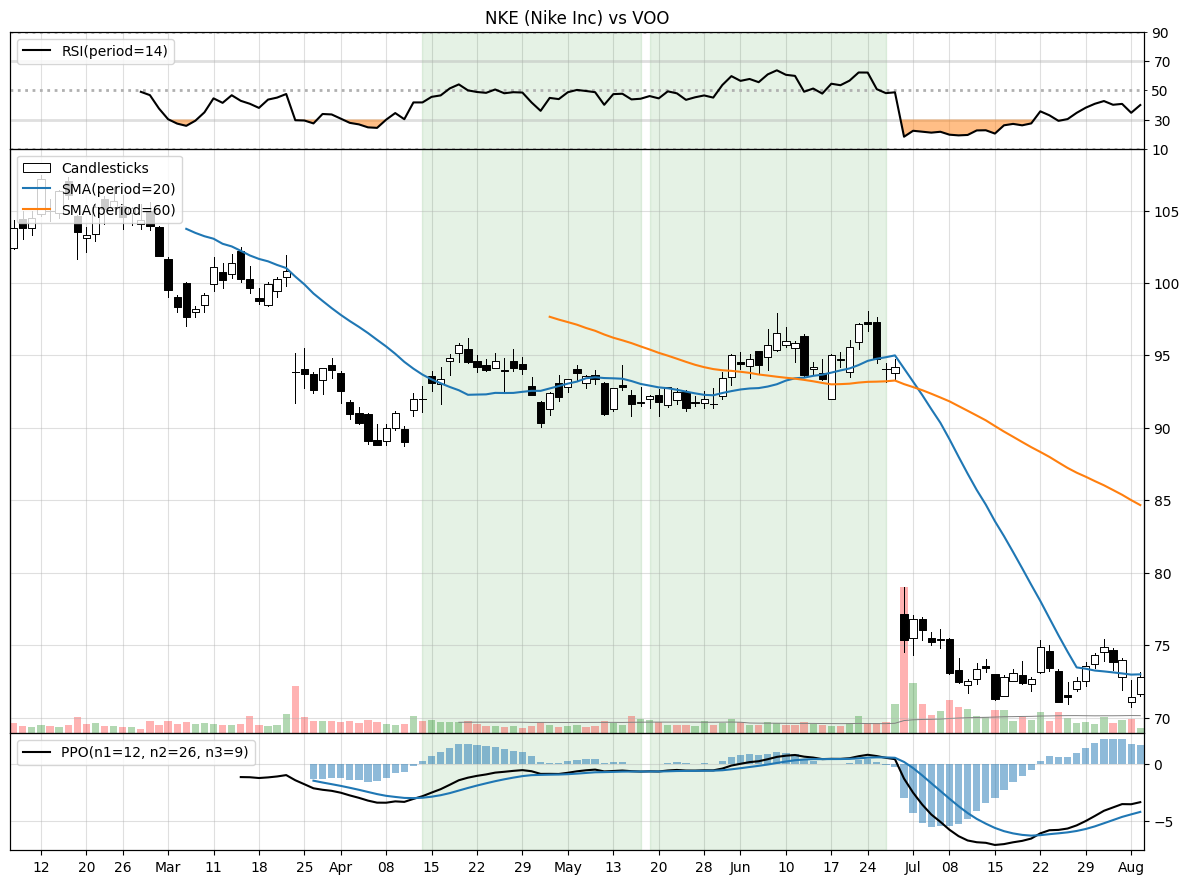 NKE (Nike Inc) vs VOO
RSI(period=14)
90
70
50
30
10
Candlesticks
SMA(period=20)
SMA(period=60)
105
100
95
90
85
80
75
70
PPO(n1=12, n2=26, n3=9)
0
−5
12 20 26 Mar 11 18 25 Apr 08 15 22 29 May 13 20 28 Jun 10 17 24 Jul 08 15 22 29 Aug